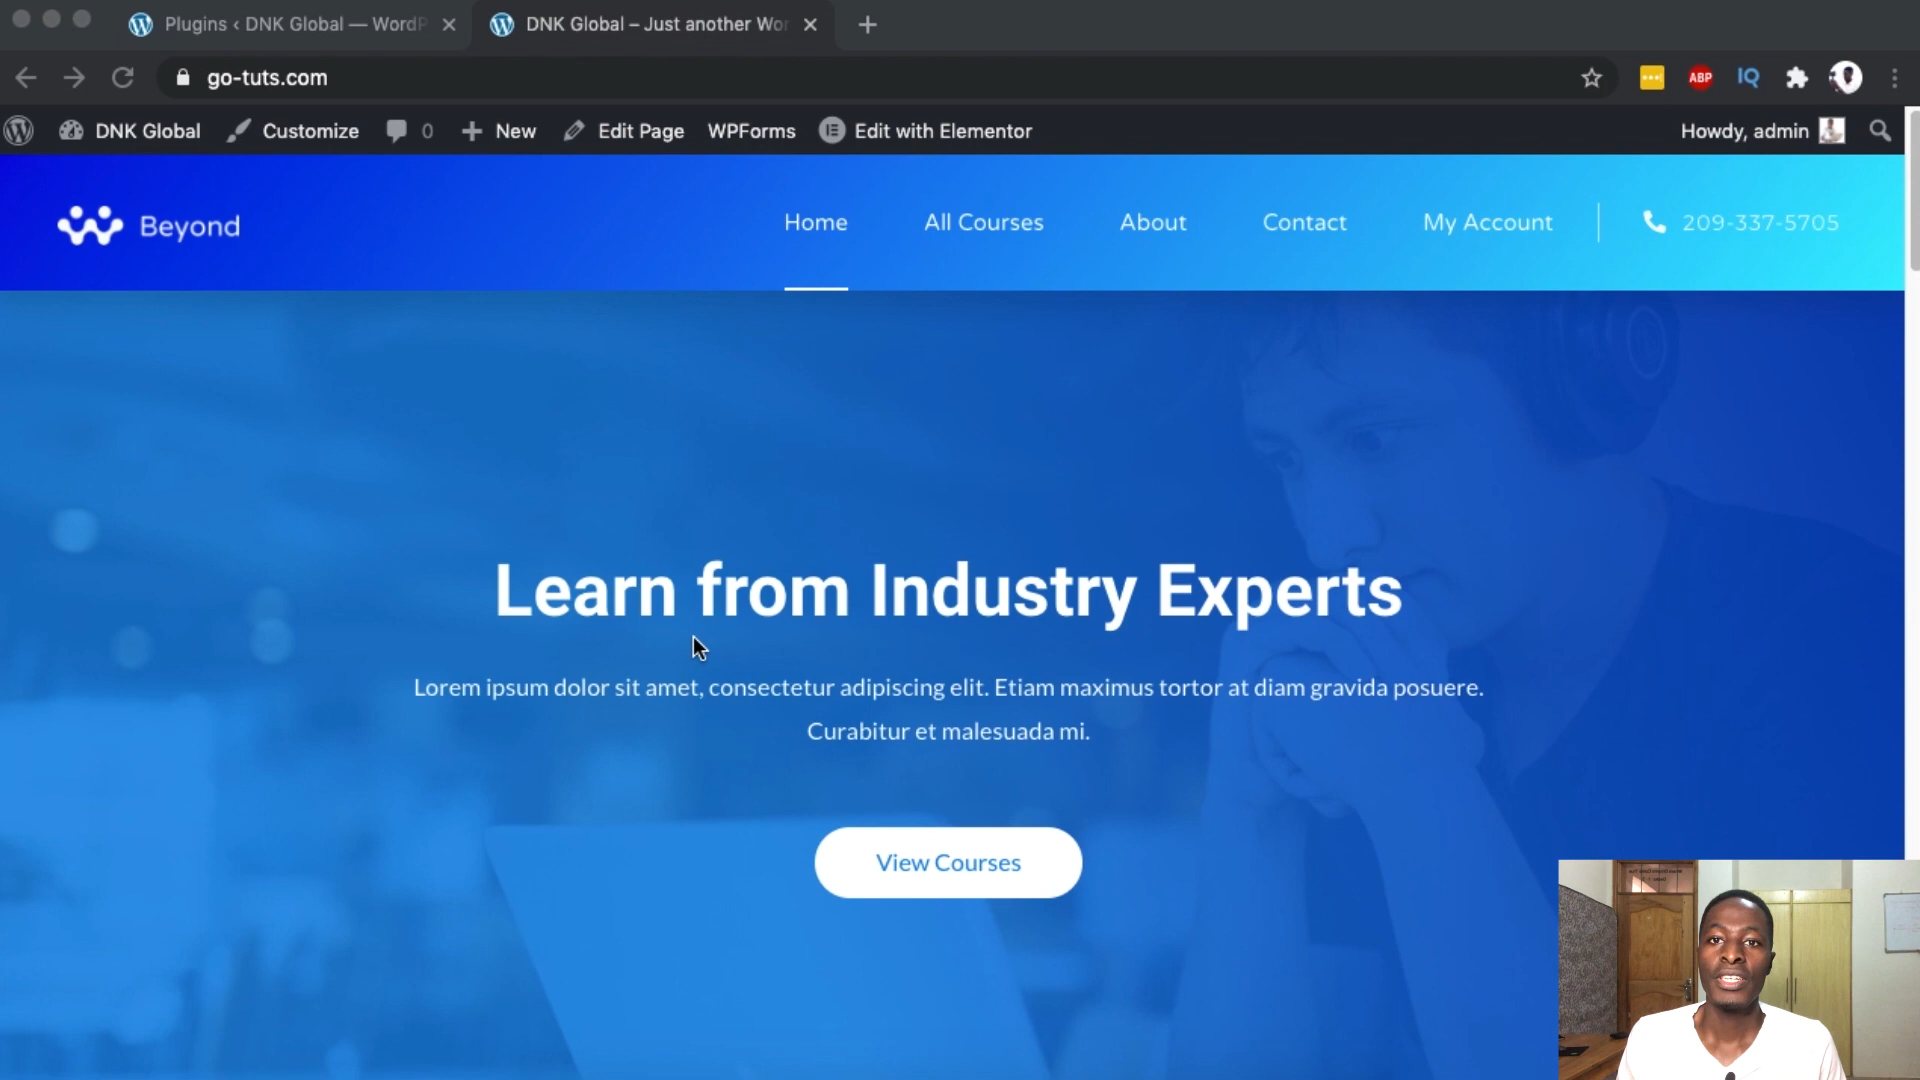 Plugins ‹ DNK Global — WordP
DNK Global – Just another Wor
go-tuts.com
ABP
IQ
DNK Global
Customize
0
New
Edit Page
WPForms
Edit with Elementor
Howdy, admin
Beyond
Home
All Courses
About
Contact
My Account
209-337-5705
Learn from Industry Experts
Lorem ipsum dolor sit amet, consectetur adipiscing elit. Etiam maximus tortor at diam gravida posuere.
Curabitur et malesuada mi.
View Courses